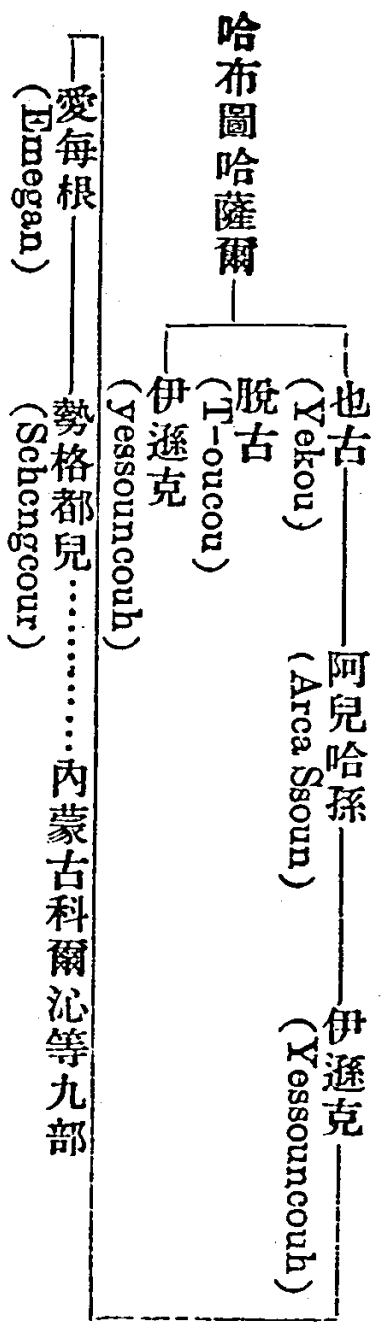 哈布圖哈薩爾
也古
(Yekou)
阿兒哈孫
(Arca Ssoun)
伊遜克
(Yessouncouh)
脫古
(T-oucou)
伊遜克
(yessouncouh)
愛每根
(Emegan)
勢格都兒…………內蒙古科爾沁等九部
(Schcngcour)